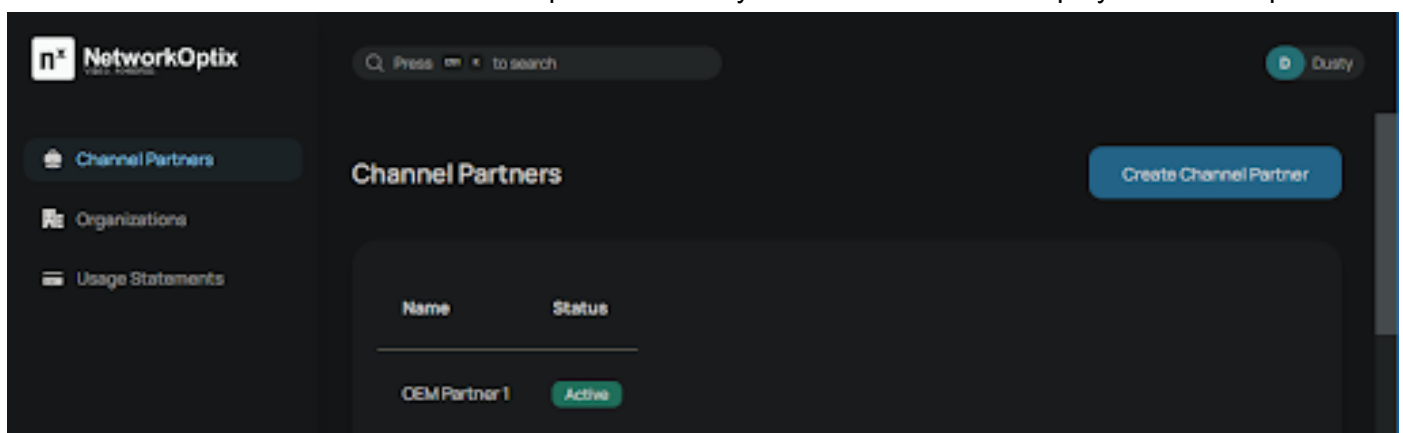 NetworkOptix
Press to search
D Dusty
Channel Partners
Organizations
Usage Statements
Channel Partners
Create Channel Partner
Name Status
OEM Partner 1 Active